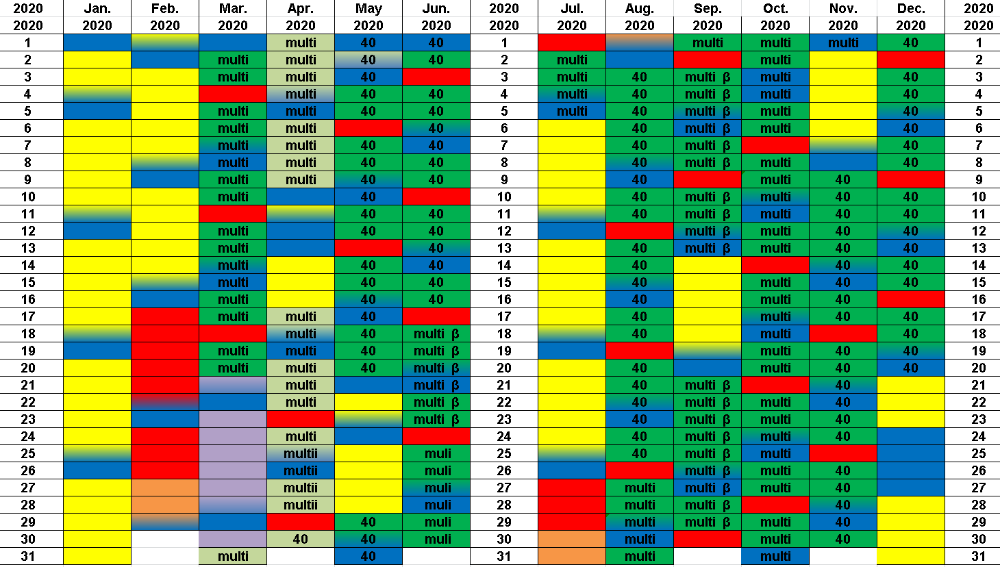 2020 Jan. Feb. Mar. Apr. May Jun. 2020 Jul. Aug. Sep. Oct. Nov. Dec. 2020
2020 2020 2020 2020 2020 2020 2020 2020 2020 2020 2020 2020 2020 2020 2020
1 multi 40 40 1 multi multi multi 40 1
2 multi multi 40 40 2 multi multi 2
3 multi multi 40 3 multi 40 multi β multi 40 3
4 multi 40 40 4 multi 40 multi β multi 40 4
5 multi multi 40 40 5 multi 40 multi β multi 40 5
6 multi multi 40 6 40 multi β multi 40 6
7 multi multi 40 40 7 40 multi β 40 7
8 multi multi 40 40 8 40 multi β multi 40 8
9 multi multi 40 40 9 40 multi 40 9
10 multi 40 10 40 multi β multi 40 40 10
11 40 40 11 40 multi β multi 40 40 11
12 multi 40 40 12 multi β multi 40 40 12
13 multi 40 13 40 multi β multi 40 40 13
14 multi 40 40 14 40 40 40 14
15 multi 40 40 15 40 multi 40 40 15
16 multi 40 40 16 40 multi 40 16
17 multi multi 40 17 40 multi 40 40 17
18 multi 40 multi β 18 40 multi 40 18
19 multi multi 40 multi β 19 multi 40 40 19
20 multi multi 40 multi β 20 40 multi 40 40 20
21 multi multi β 21 40 multi β 40 21
22 multi multi β 22 40 multi β multi 40 22
23 multi β 23 40 multi β multi 40 23
24 multi 24 40 multi β multi 40 24
25 multii muli 25 40 multi β multi 25
26 multii muli 26 multi β multi 40 26
27 multii muli 27 multi multi β multi 40 27
28 multii muli 28 multi multi β 40 28
29 40 muli 29 multi multi β multi 40 29
30 40 40 muli 30 multi multi 40 30
31 multi 40 31 multi multi 31